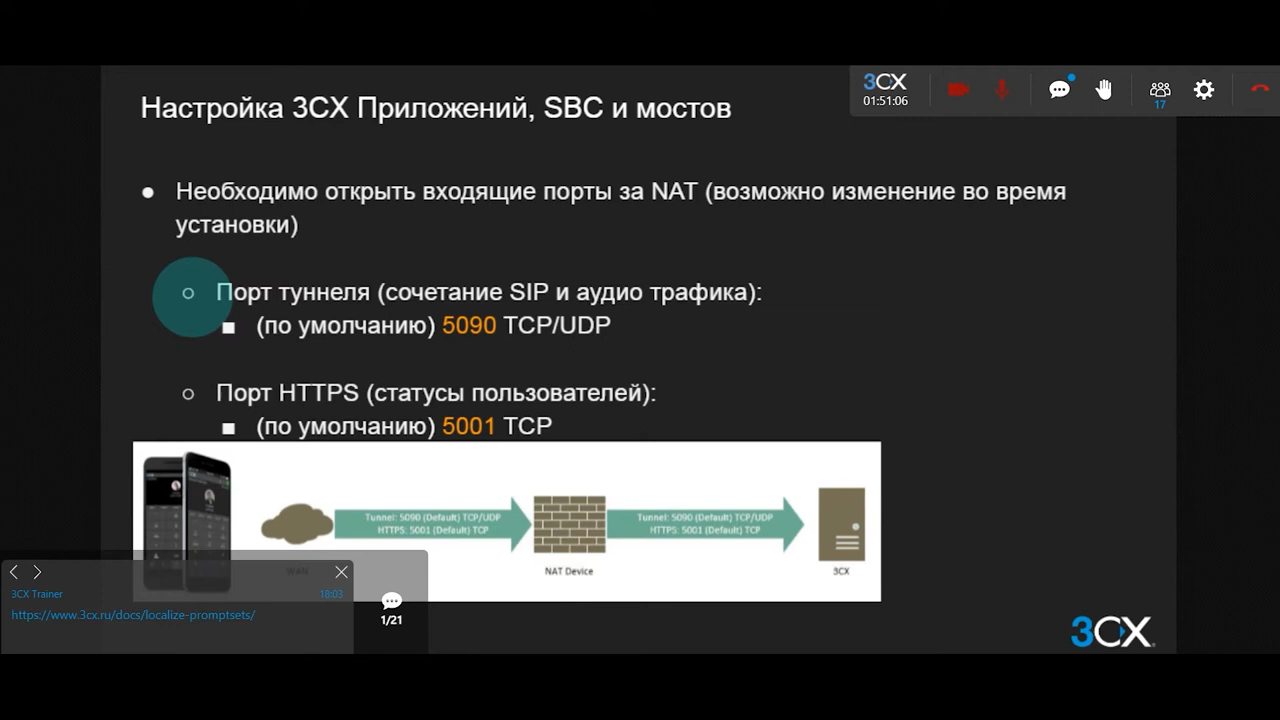 3CX
01:51:06
17
Настройка 3CX Приложений, SBC и мостов
● Необходимо открыть входящие порты за NAT (возможно изменение во время
установки)
○ Порт туннеля (сочетание SIP и аудио трафика):
■ (по умолчанию) 5090 TCP/UDP
○ Порт HTTPS (статусы пользователей):
■ (по умолчанию) 5001 TCP
Tunnel: 5090 (Default) TCP/UDP
HTTPS: 5001 (Default) TCP
Tunnel: 5090 (Default) TCP/UDP
HTTPS: 5001 (Default) TCP
WAN
NAT Device
3CX
3CX Trainer 18:03
https://www.3cx.ru/docs/localize-promptsets/
1/21
3CX